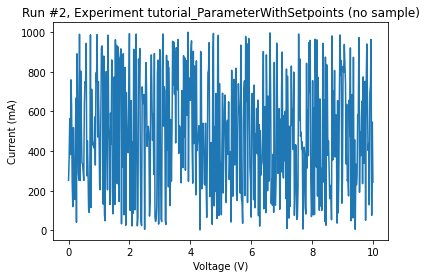 Run #2, Experiment tutorial_ParameterWithSetpoints (no sample)
1000
800
600
400
200
0
Current (mA)
0 2 4 6 8 10
Voltage (V)